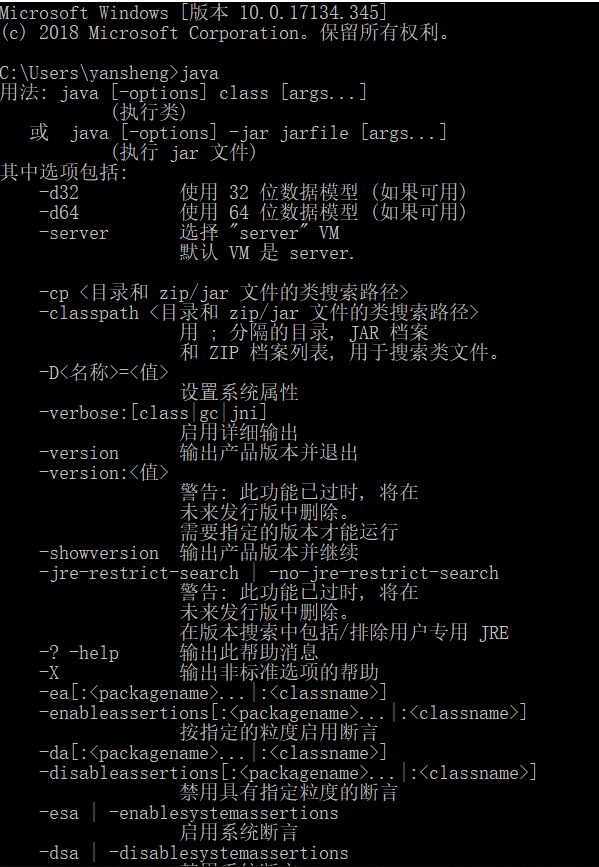 Microsoft Windows [版本 10.0.17134.345]
(c) 2018 Microsoft Corporation。保留所有权利。
C:\Users\yansheng>java
用法: java [-options] class [args...]
(执行类)
或 java [-options] -jar jarfile [args...]
(执行 jar 文件)
其中选项包括:
-d32 使用 32 位数据模型 (如果可用)
-d64 使用 64 位数据模型 (如果可用)
-server 选择 "server" VM
默认 VM 是 server.
-cp <目录和 zip/jar 文件的类搜索路径>
-classpath <目录和 zip/jar 文件的类搜索路径>
用 ; 分隔的目录, JAR 档案
和 ZIP 档案列表, 用于搜索类文件。
-D<名称>=<值>
设置系统属性
-verbose:[class|gc|jni]
启用详细输出
-version 输出产品版本并退出
-version:<值>
警告: 此功能已过时, 将在
未来发行版中删除。
需要指定的版本才能运行
-showversion 输出产品版本并继续
-jre-restrict-search | -no-jre-restrict-search
警告: 此功能已过时, 将在
未来发行版中删除。
在版本搜索中包括/排除用户专用 JRE
-? -help 输出此帮助消息
-X 输出非标准选项的帮助
-ea[:<packagename>...|:<classname>]
-enableassertions[:<packagename>...|:<classname>]
按指定的粒度启用断言
-da[:<packagename>...|:<classname>]
-disableassertions[:<packagename>...|:<classname>]
禁用具有指定粒度的断言
-esa | -enablesystemassertions
启用系统断言
-dsa | -disablesystemassertions